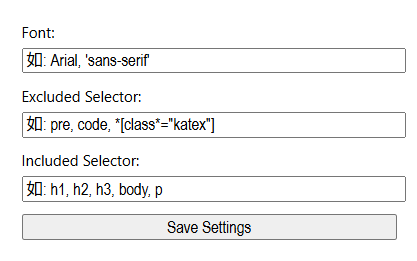 Font:
如: Arial, 'sans-serif'
Excluded Selector:
如: pre, code, *[class*="katex"]
Included Selector:
如: h1, h2, h3, body, p
Save Settings